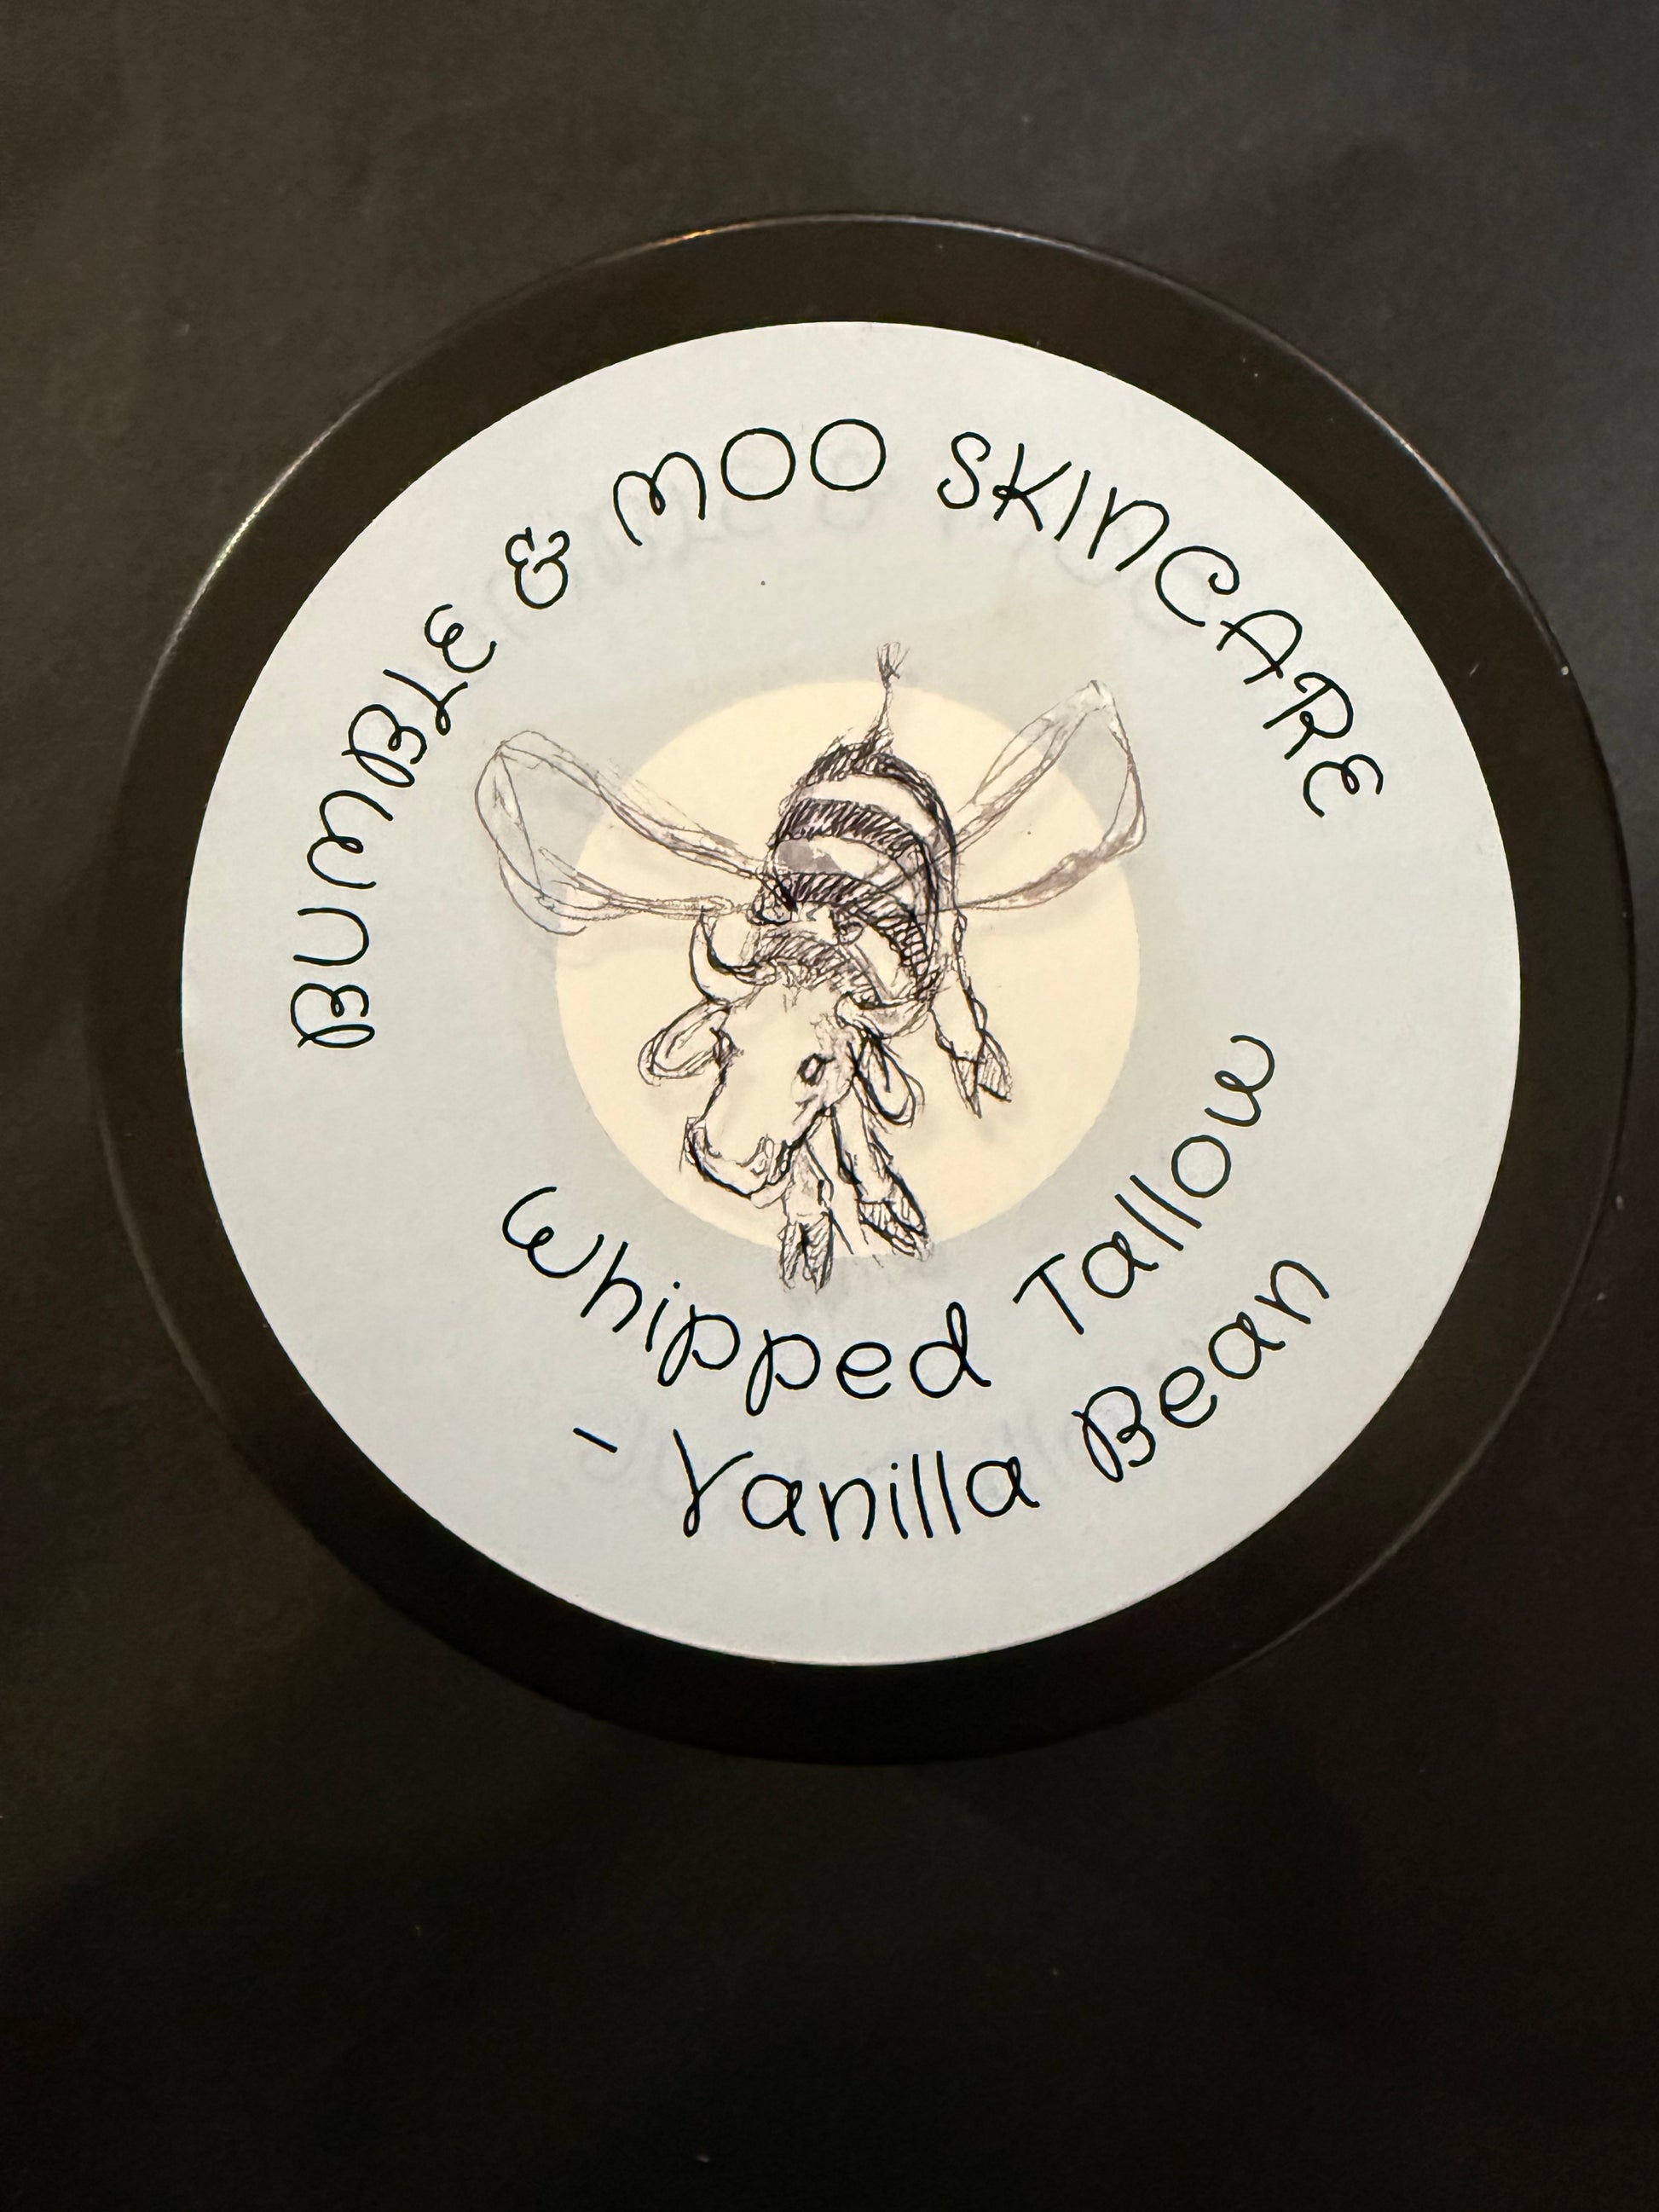 BUMBLE & MOO SKINCARE
Whipped Tallow
- Vanilla Bean